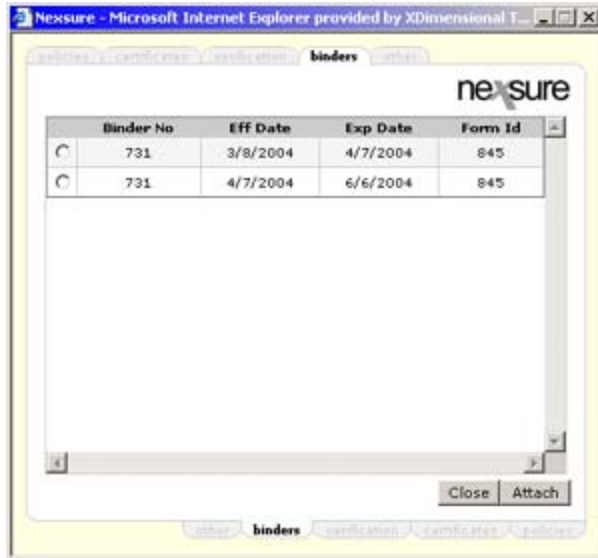 Nexsure - Microsoft Internet Explorer provided by XDimensional T...
policies certificates verification binders other
nexsure
Binder No Eff Date Exp Date Form Id
731 3/8/2004 4/7/2004 845
731 4/7/2004 6/6/2004 845
Close Attach
other binders verification certificates policies